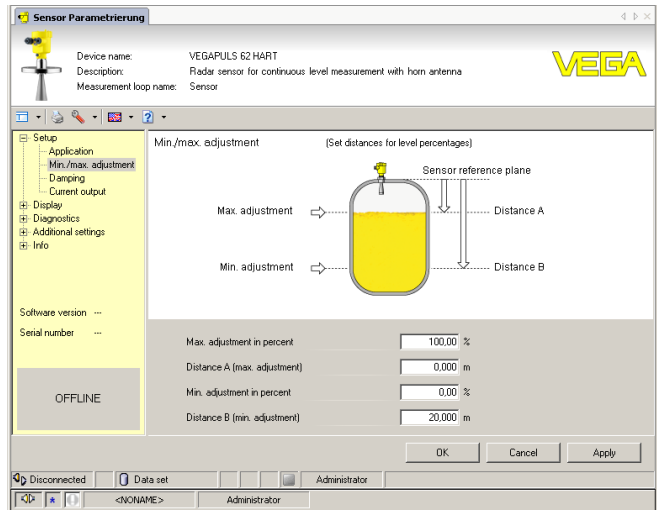 Sensor Parametrierung
Device name: VEGAPULS 62 HART
Description: Radar sensor for continuous level measurement with horn antenna
Measurement loop name: Sensor
VEGA
Setup
Application
Min./max. adjustment
Damping
Current output
Display
Diagnostics
Additional settings
Info
Software version ---
Serial number ---
OFFLINE
Min./max. adjustment (Set distances for level percentages)
Sensor reference plane
Max. adjustment Distance A
Min. adjustment Distance B
Max. adjustment in percent 100,00 %
Distance A (max. adjustment) 0,000 m
Min. adjustment in percent 0,00 %
Distance B (min. adjustment) 20,000 m
OK Cancel Apply
Disconnected Data set Administrator
<NONAME> Administrator